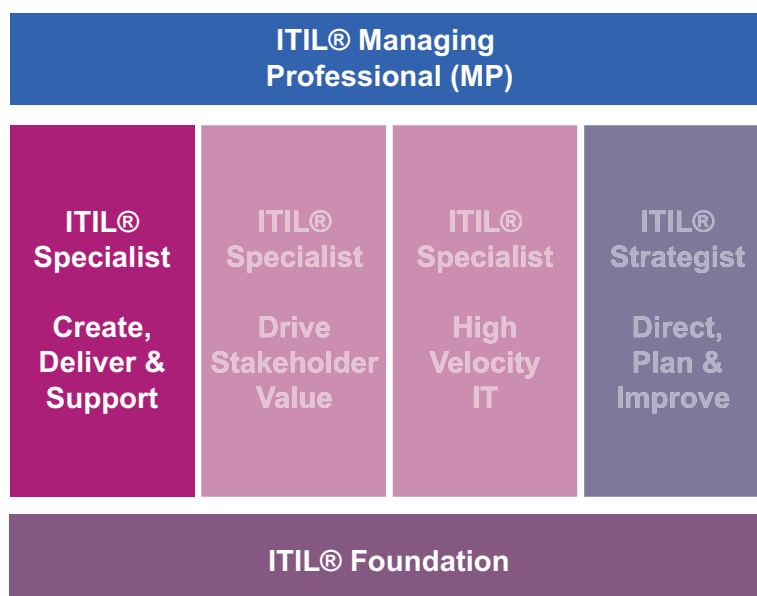 ITIL® Managing
Professional (MP)
ITIL®
Specialist
Create,
Deliver &
Support
ITIL®
Specialist
Drive
Stakeholder
Value
ITIL®
Specialist
High
Velocity
IT
ITIL®
Strategist
Direct,
Plan &
Improve
ITIL® Foundation